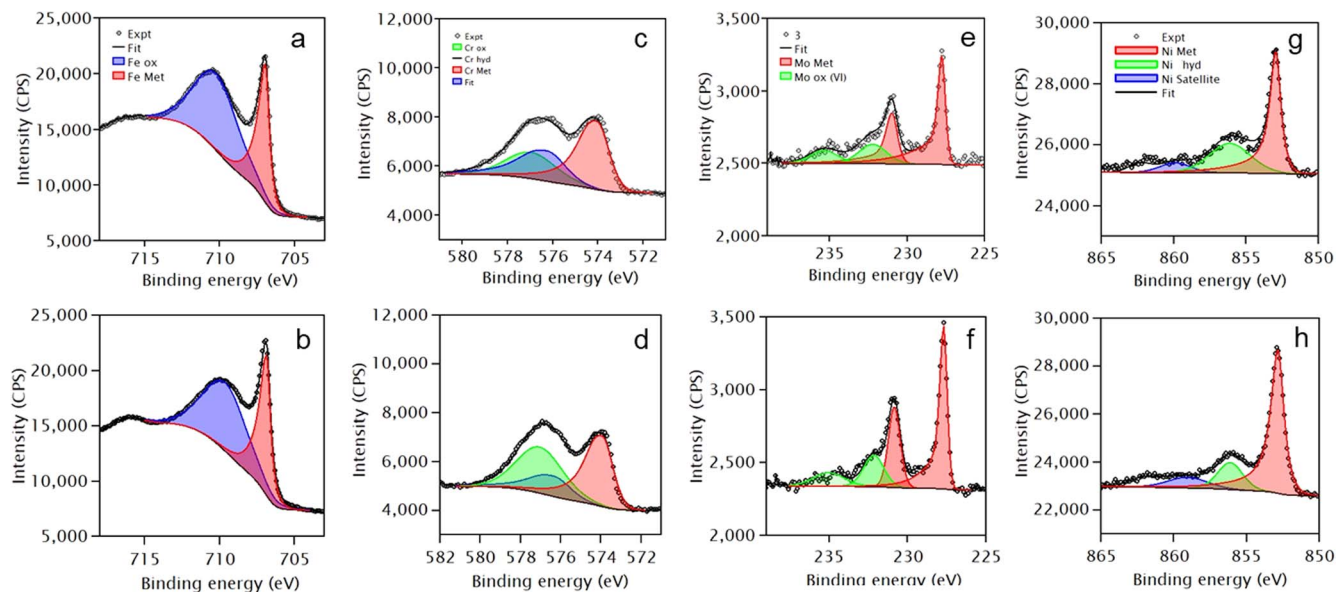 a
25,000
20,000
15,000
10,000
5,000
Intensity (CPS)
Expt
Fit
Fe ox
Fe Met
715
710
705
Binding energy (eV)
c
12,000
10,000
8,000
6,000
4,000
Intensity (CPS)
Expt
Cr ox
Cr hyd
Cr Met
Fit
580
578
576
574
572
Binding energy (eV)
e
3,500
3,000
2,500
2,000
Intensity (CPS)
3
Fit
Mo Met
Mo ox (VI)
235
230
225
Binding energy (eV)
g
30,000
28,000
26,000
24,000
Intensity (CPS)
Expt
Ni Met
Ni hyd
Ni Satellite
Fit
865
860
855
850
Binding energy (eV)
b
25,000
20,000
15,000
10,000
5,000
Intensity (CPS)
715
710
705
Binding energy (eV)
d
12,000
10,000
8,000
6,000
4,000
Intensity (CPS)
582
580
578
576
574
572
Binding energy (eV)
f
3,500
3,000
2,500
2,000
Intensity (CPS)
235
230
225
Binding energy (eV)
h
30,000
28,000
26,000
24,000
22,000
Intensity (CPS)
865
860
855
850
Binding energy (eV)